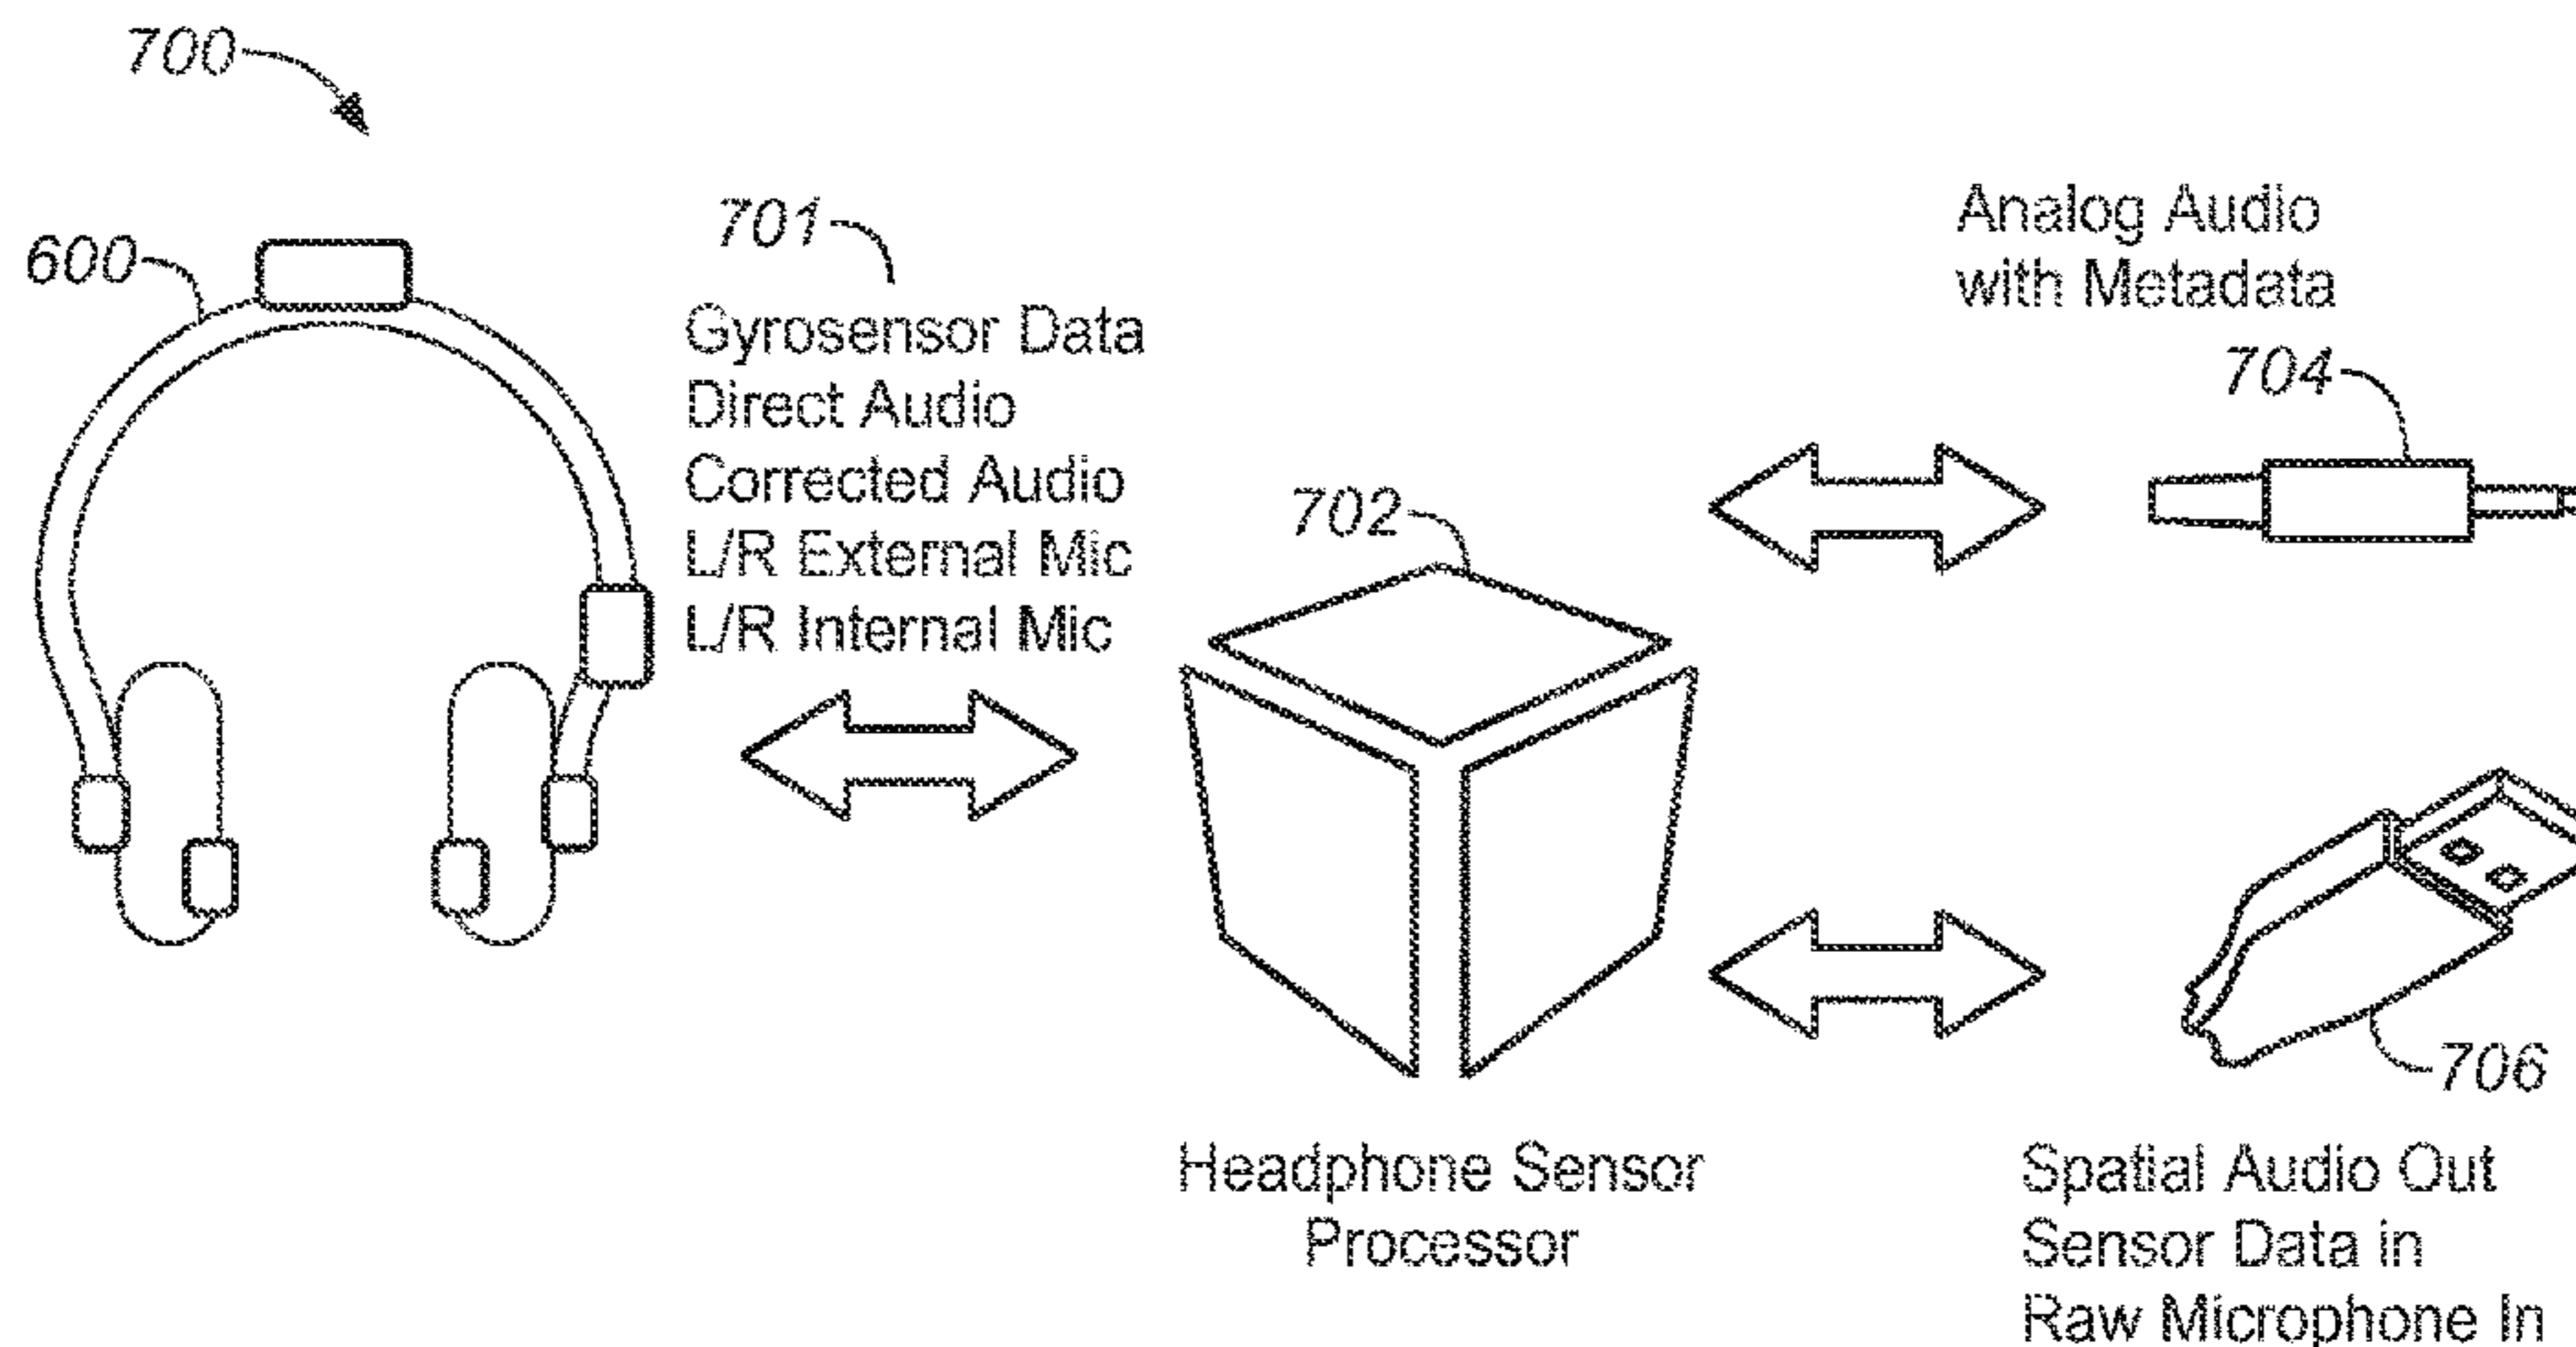 700
600
701
Gyrosensor Data
Direct Audio
Corrected Audio
L/R External Mic
L/R Internal Mic
702
Headphone Sensor
Processor
Analog Audio
with Metadata
704
706
Spatial Audio Out
Sensor Data in
Raw Microphone In